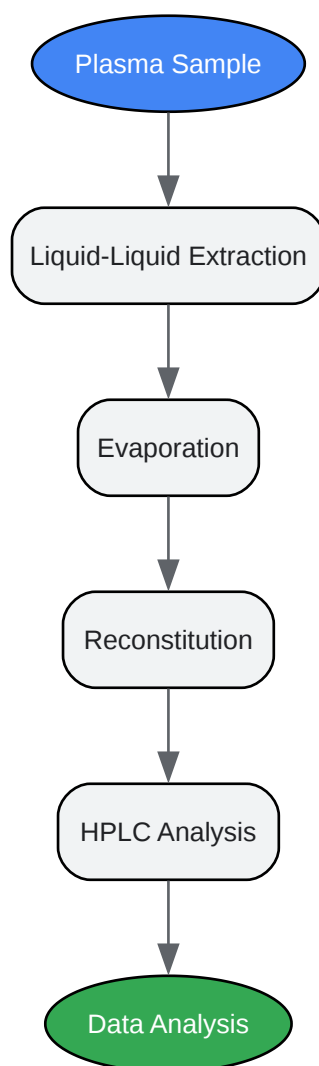 Plasma Sample
Liquid-Liquid Extraction
Evaporation
Reconstitution
HPLC Analysis
Data Analysis